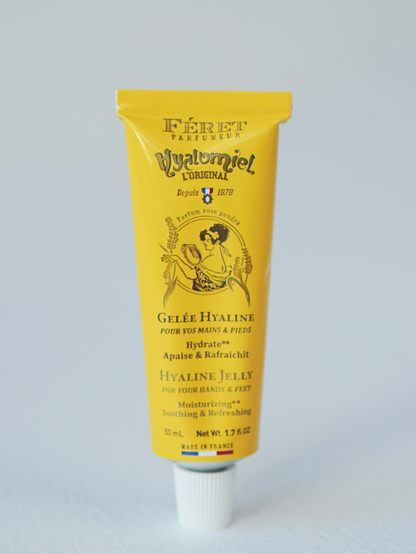 FÉRET
PARFUMEUR
Hyalomiel
L'ORIGINAL
Depuis 1878
Parfum rose poudré
GELÉE HYALINE
POUR VOS MAINS & PIEDS
Hydrate**
Apaise & Rafraichît
HYALINE JELLY
FOR YOUR HANDS & FEET
Moisturizing**
Soothing & Refreshing
50 mL Net Wt 1.7 fl.OZ
MADE IN FRANCE